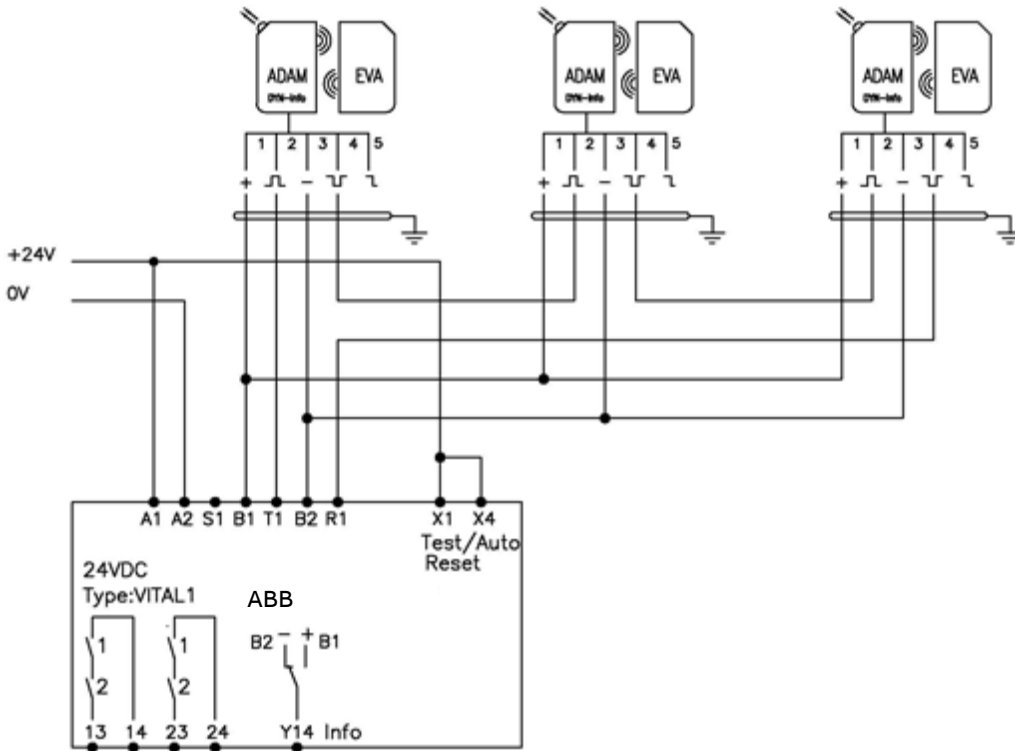 ADAM EVA ADAM EVA ADAM EVA
DYN-Info DYN-Info DYN-Info
1 2 3 4 5 1 2 3 4 5 1 2 3 4 5
+ - + - + -
+24V
0V
A1 A2 S1 B1 T1 B2 R1 X1 X4
Test/Auto
Reset
24VDC
Type:VITAL1 ABB
1 1 B2 - + B1
2 2
13 14 23 24 Y14 Info